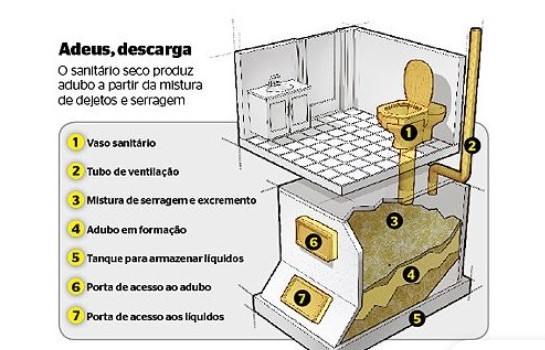 Adeus, descarga
O sanitário seco produz
adubo a partir da mistura
de dejetos e serragem
1 Vaso sanitário
2 Tubo de ventilação
3 Mistura de serragem e excremento
4 Adubo em formação
5 Tanque para armazenar líquidos
6 Porta de acesso ao adubo
7 Porta de acesso aos líquidos
1
2
3
4
5
6
7